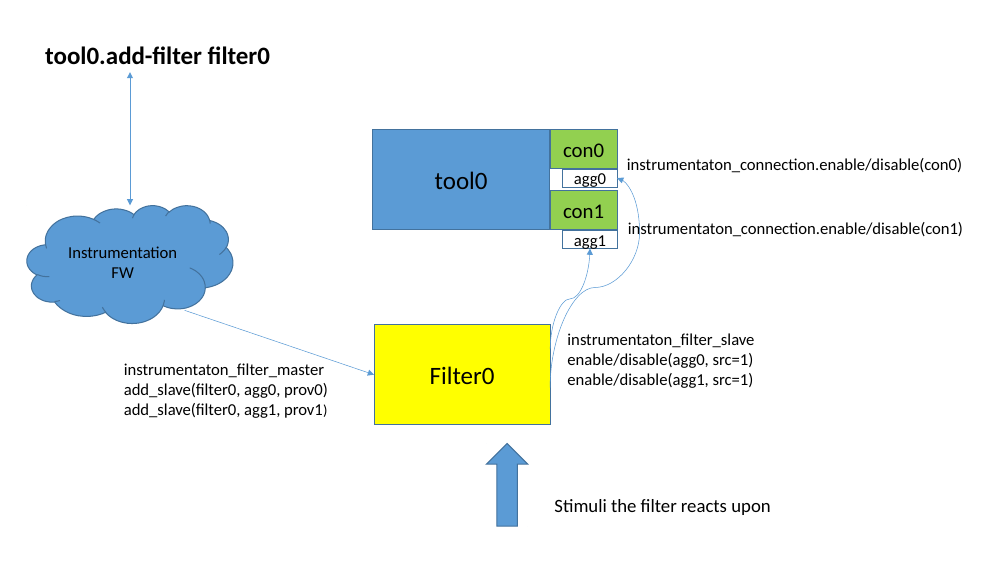 tool0.add-filter filter0
con0
instrumentaton_connection.enable/disable(con0)
tool0
agg0
con1
instrumentaton_connection.enable/disable(con1)
agg1
Instrumentation
FW
instrumentaton_filter_slave
enable/disable(agg0, src=1)
enable/disable(agg1, src=1)
Filter0
instrumentaton_filter_master
add_slave(filter0, agg0, prov0)
add_slave(filter0, agg1, prov1)
Stimuli the filter reacts upon